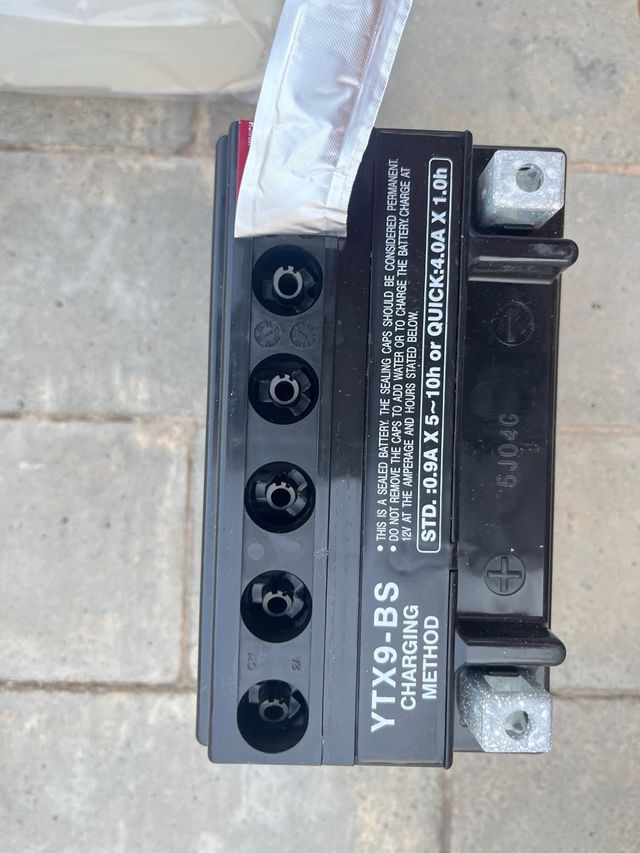 YTX9-BS
CHARGING
METHOD
• THIS IS A SEALED BATTERY. THE SEALING CAPS SHOULD BE CONSIDERED PERMANENT.
• DO NOT REMOVE THE CAPS TO ADD WATER OR TO CHARGE THE BATTERY. CHARGE AT
12V AT THE AMPERAGE AND HOURS STATED BELOW.
STD. :0.9A X 5~10h or QUICK:4.0A X 1.0h
5J04G